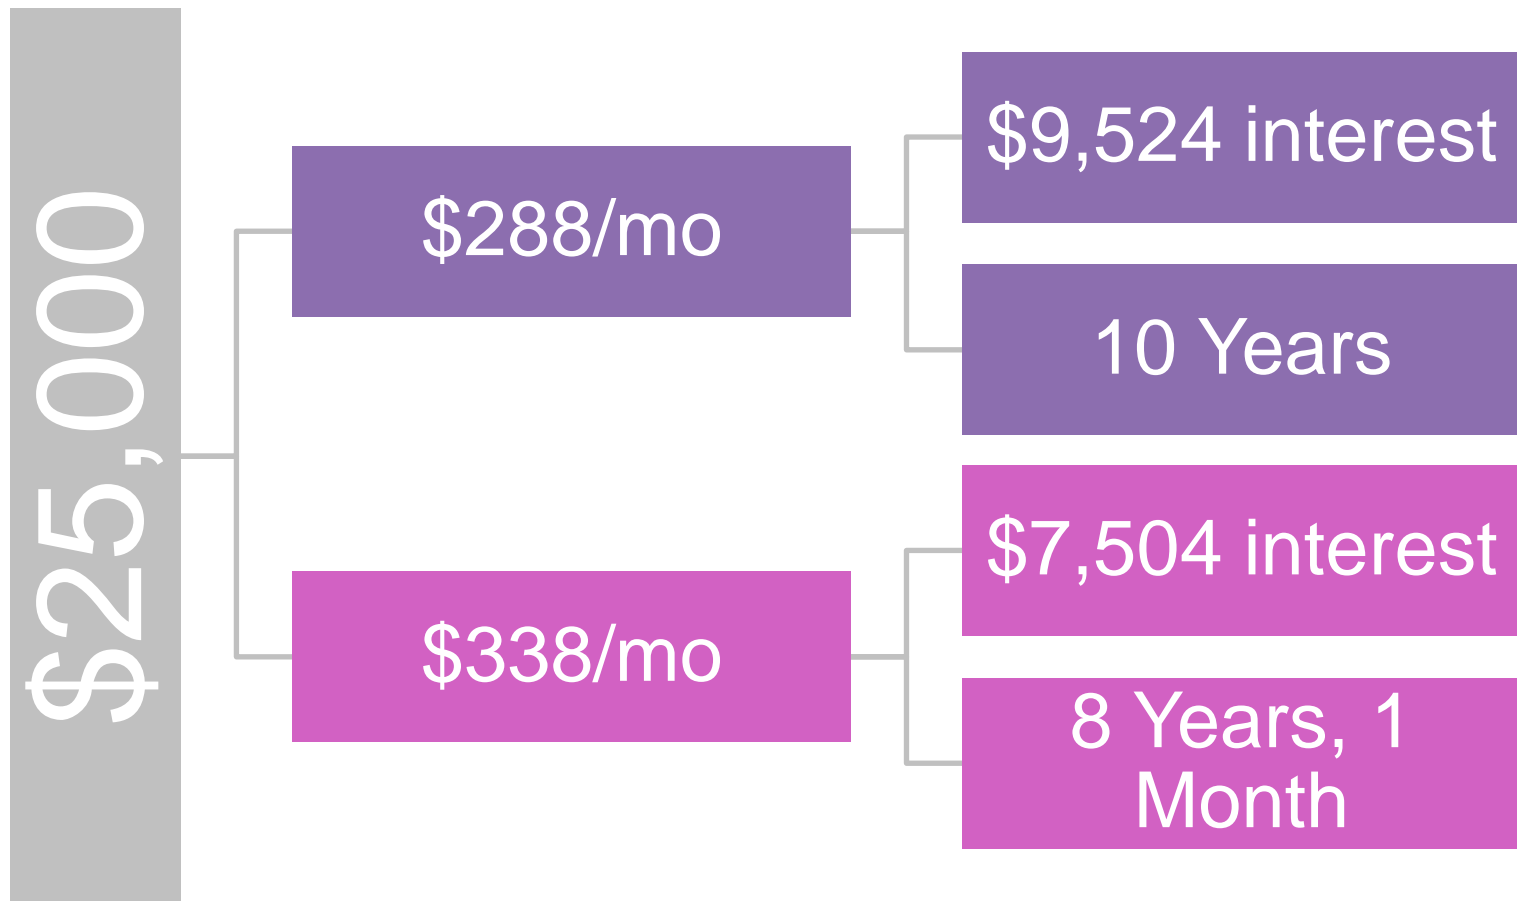 $25,000
$288/mo
$9,524 interest
10 Years
$338/mo
$7,504 interest
8 Years, 1
Month